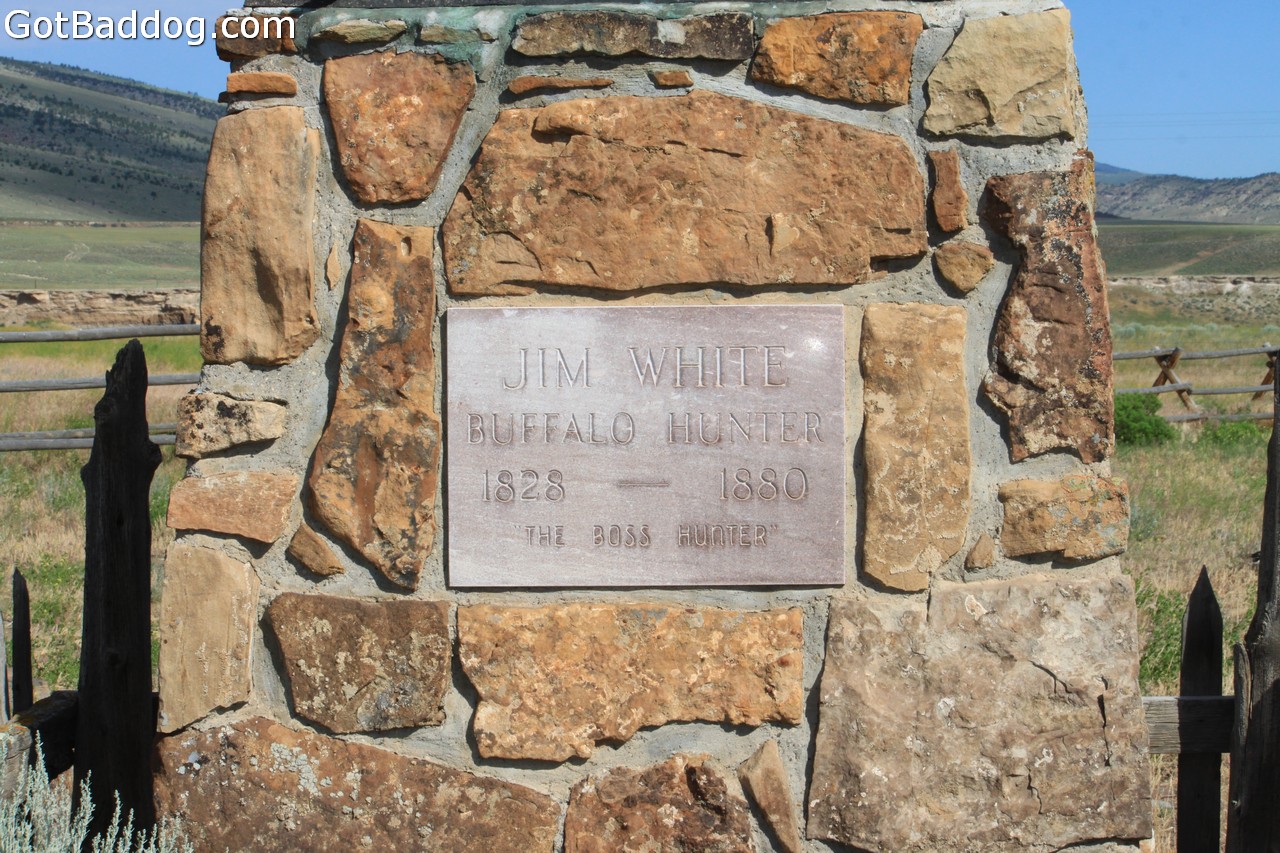 GotBaddog.com
JIM WHITE
BUFFALO HUNTER
1828 — 1880
"THE BOSS HUNTER"